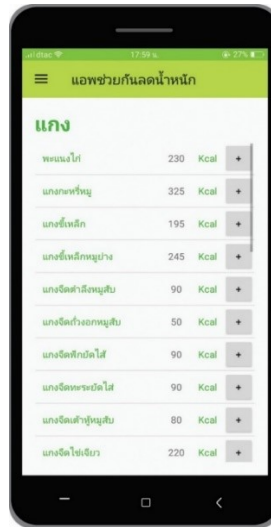 dtac 17:59 น. 27%
แอพช่วยกันลดน้ำหนัก
แกง
พะแนงไก่ 230 Kcal +
แกงกะหรี่หมู 325 Kcal +
แกงขี้เหล็ก 195 Kcal +
แกงขี้เหล็กหมูย่าง 245 Kcal +
แกงจืดตำลึงหมูสับ 90 Kcal +
แกงจืดถั่วงอกหมูสับ 50 Kcal +
แกงจืดฟักยัดไส้ 90 Kcal +
แกงจืดมะระยัดไส้ 90 Kcal +
แกงจืดเต้าหู้หมูสับ 80 Kcal +
แกงจืดไข่เจียว 220 Kcal +